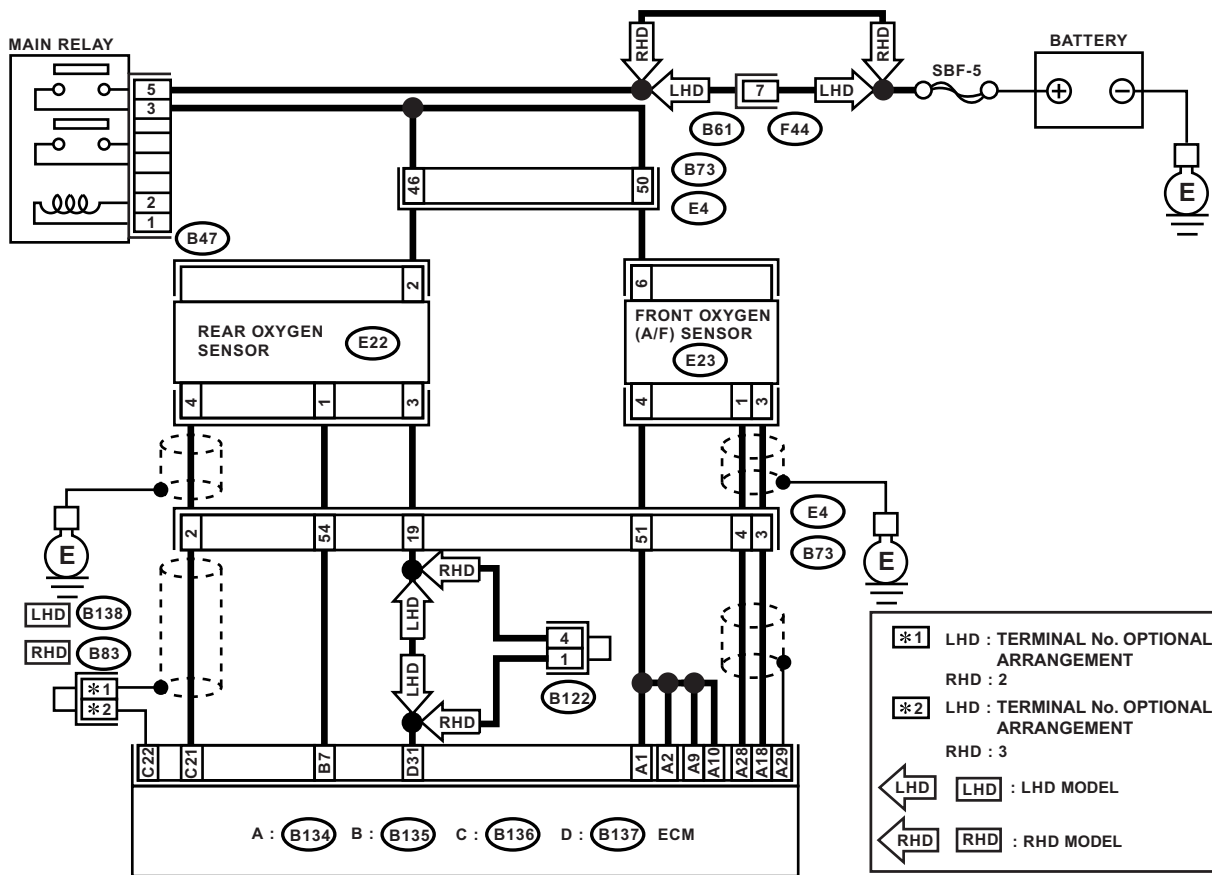 MAIN RELAY
5
3
2
1
B47
RHD
RHD
LHD
7
LHD
B61
F44
SBF-5
BATTERY
+
−
E
46
50
B73
E4
2
REAR OXYGEN
SENSOR
E22
4
1
3
6
FRONT OXYGEN
(A/F) SENSOR
E23
4
1
3
E
2
54
19
51
4
3
E4
B73
E
LHD
B138
RHD
B83
*1
*2
RHD
LHD
LHD
RHD
4
1
B122
C22
C21
B7
D31
A1
A2
A9
A10
A28
A18
A29
A : B134 B : B135 C : B136 D : B137 ECM
*1 LHD : TERMINAL No. OPTIONAL
ARRANGEMENT
RHD : 2
*2 LHD : TERMINAL No. OPTIONAL
ARRANGEMENT
RHD : 3
LHD LHD : LHD MODEL
RHD RHD : RHD MODEL